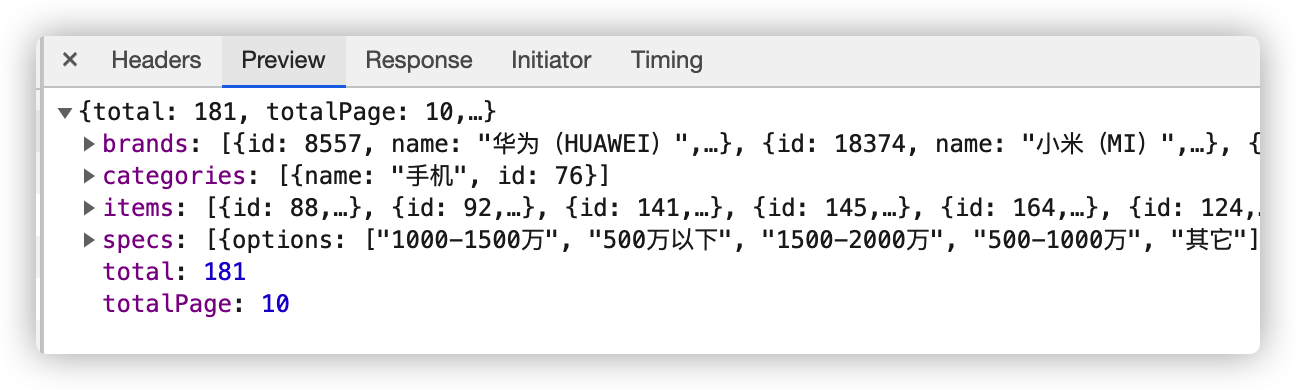 × Headers Preview Response Initiator Timing
▼{total: 181, totalPage: 10,…}
▶brands: [{id: 8557, name: "华为（HUAWEI）",…}, {id: 18374, name: "小米（MI）",…}, {
▶categories: [{name: "手机", id: 76}]
▶items: [{id: 88,…}, {id: 92,…}, {id: 141,…}, {id: 145,…}, {id: 164,…}, {id: 124,…
▶specs: [{options: ["1000-1500万", "500万以下", "1500-2000万", "500-1000万", "其它"]
total: 181
totalPage: 10